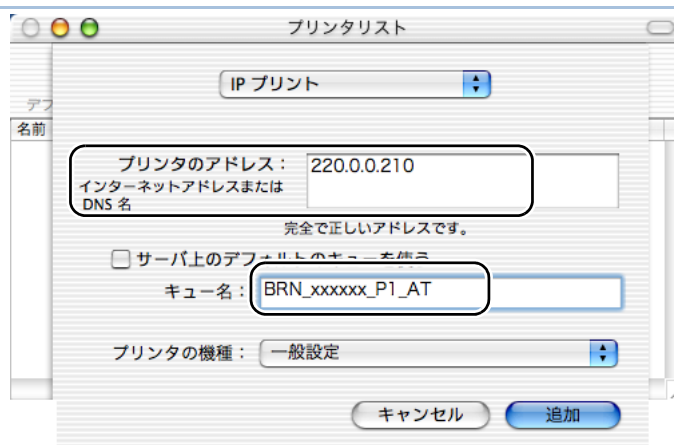 プリンタリスト
IP プリント
デフ
名前
プリンタのアドレス： 220.0.0.210
インターネットアドレスまたは
DNS 名
完全で正しいアドレスです。
サーバ上のデフォルトのキューを使う
キュー名： BRN_xxxxxx_P1_AT
プリンタの機種： 一般設定
キャンセル 追加